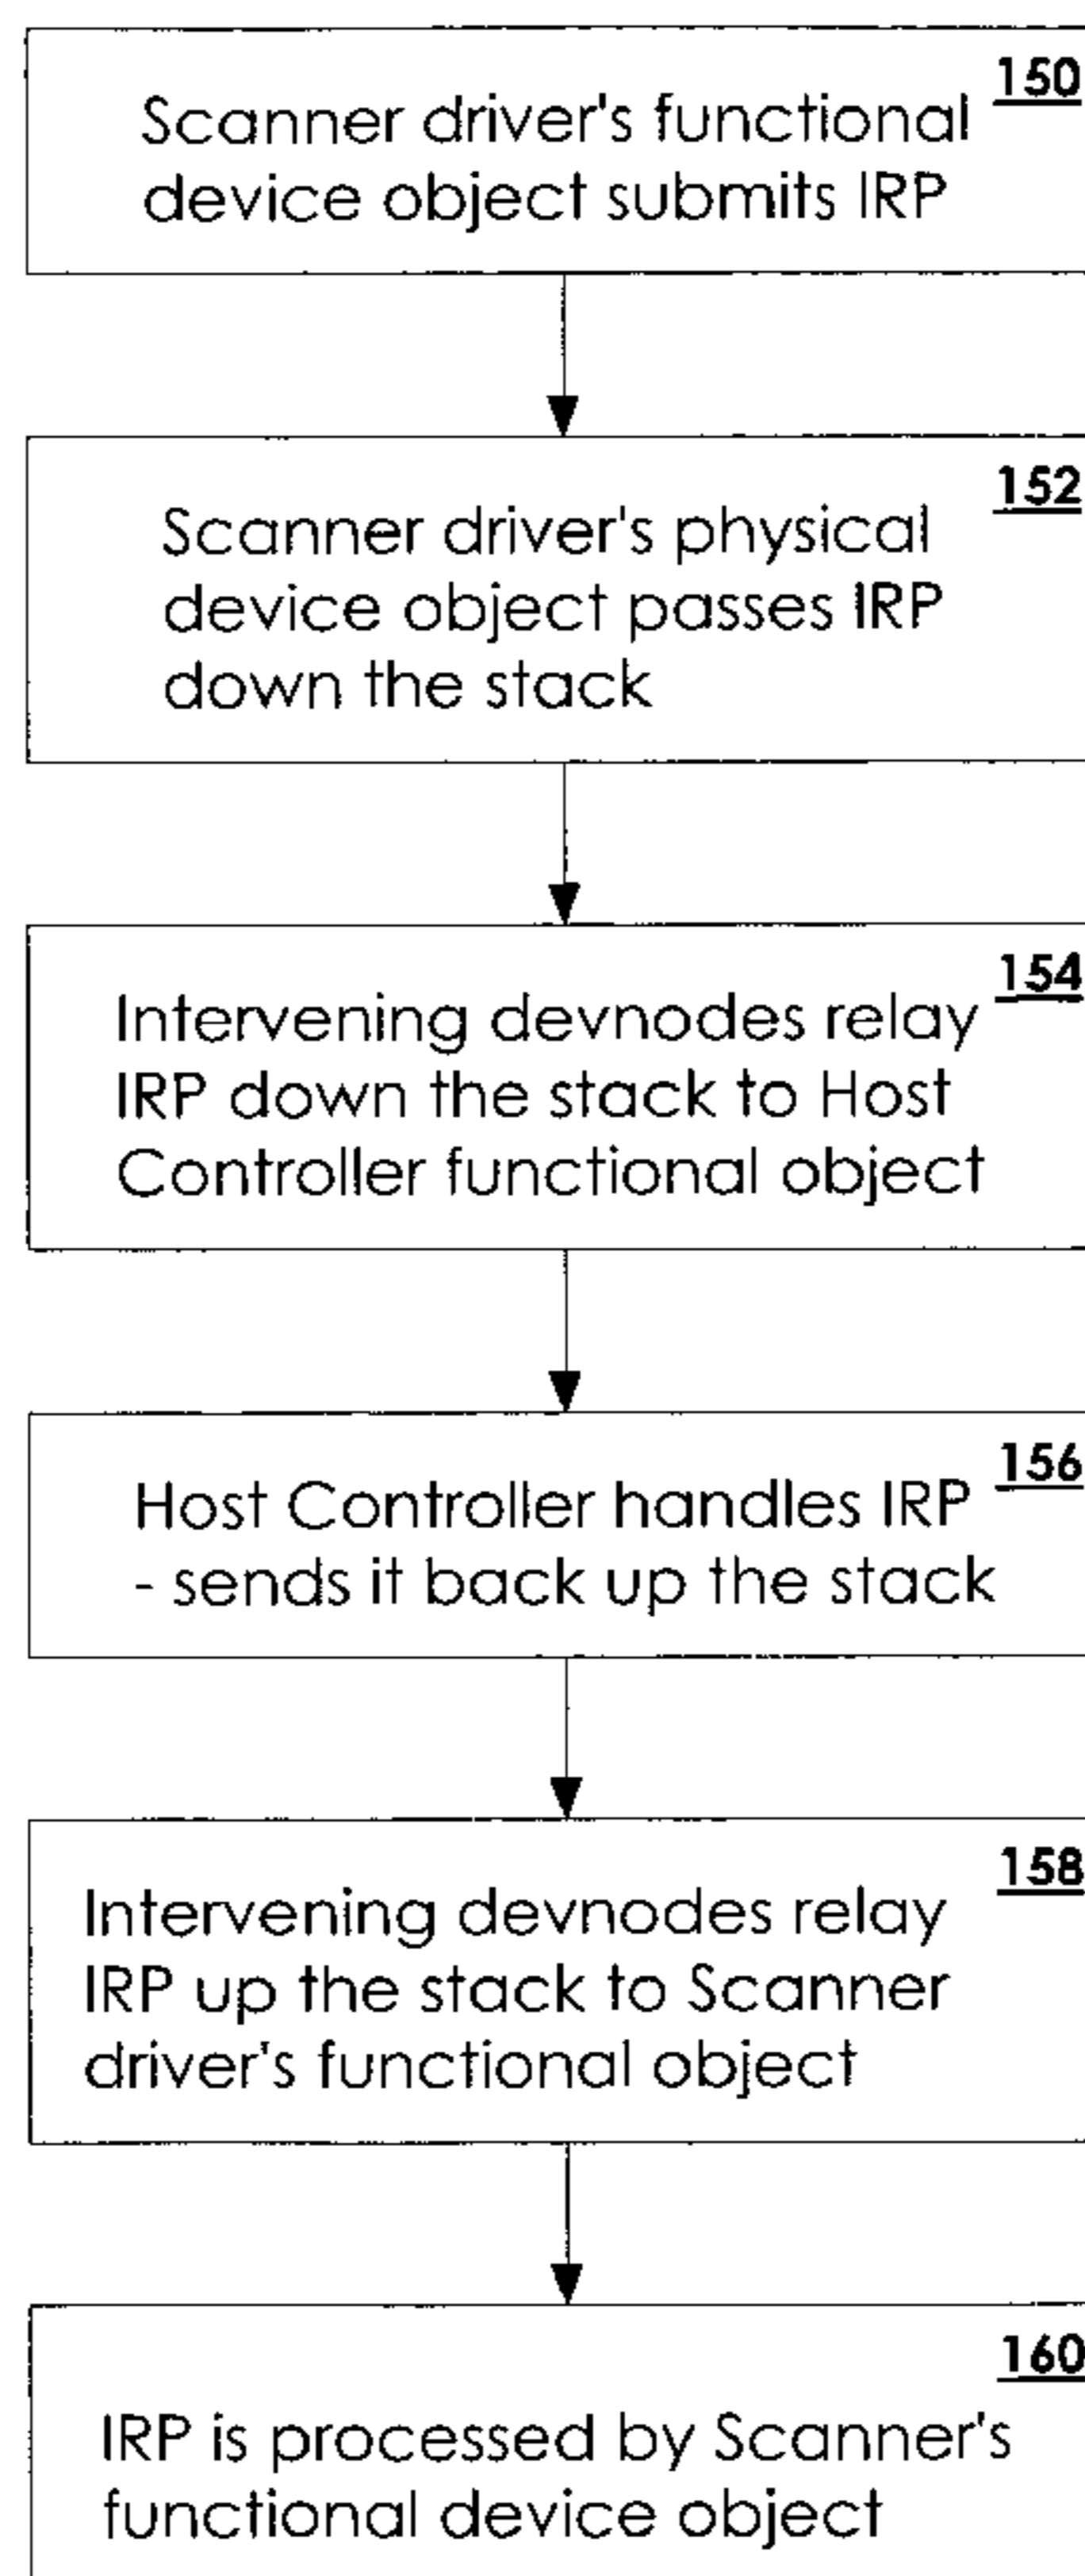 150
Scanner driver's functional
device object submits IRP
152
Scanner driver's physical
device object passes IRP
down the stack
154
Intervening devnodes relay
IRP down the stack to Host
Controller functional object
156
Host Controller handles IRP
- sends it back up the stack
158
Intervening devnodes relay
IRP up the stack to Scanner
driver's functional object
160
IRP is processed by Scanner's
functional device object